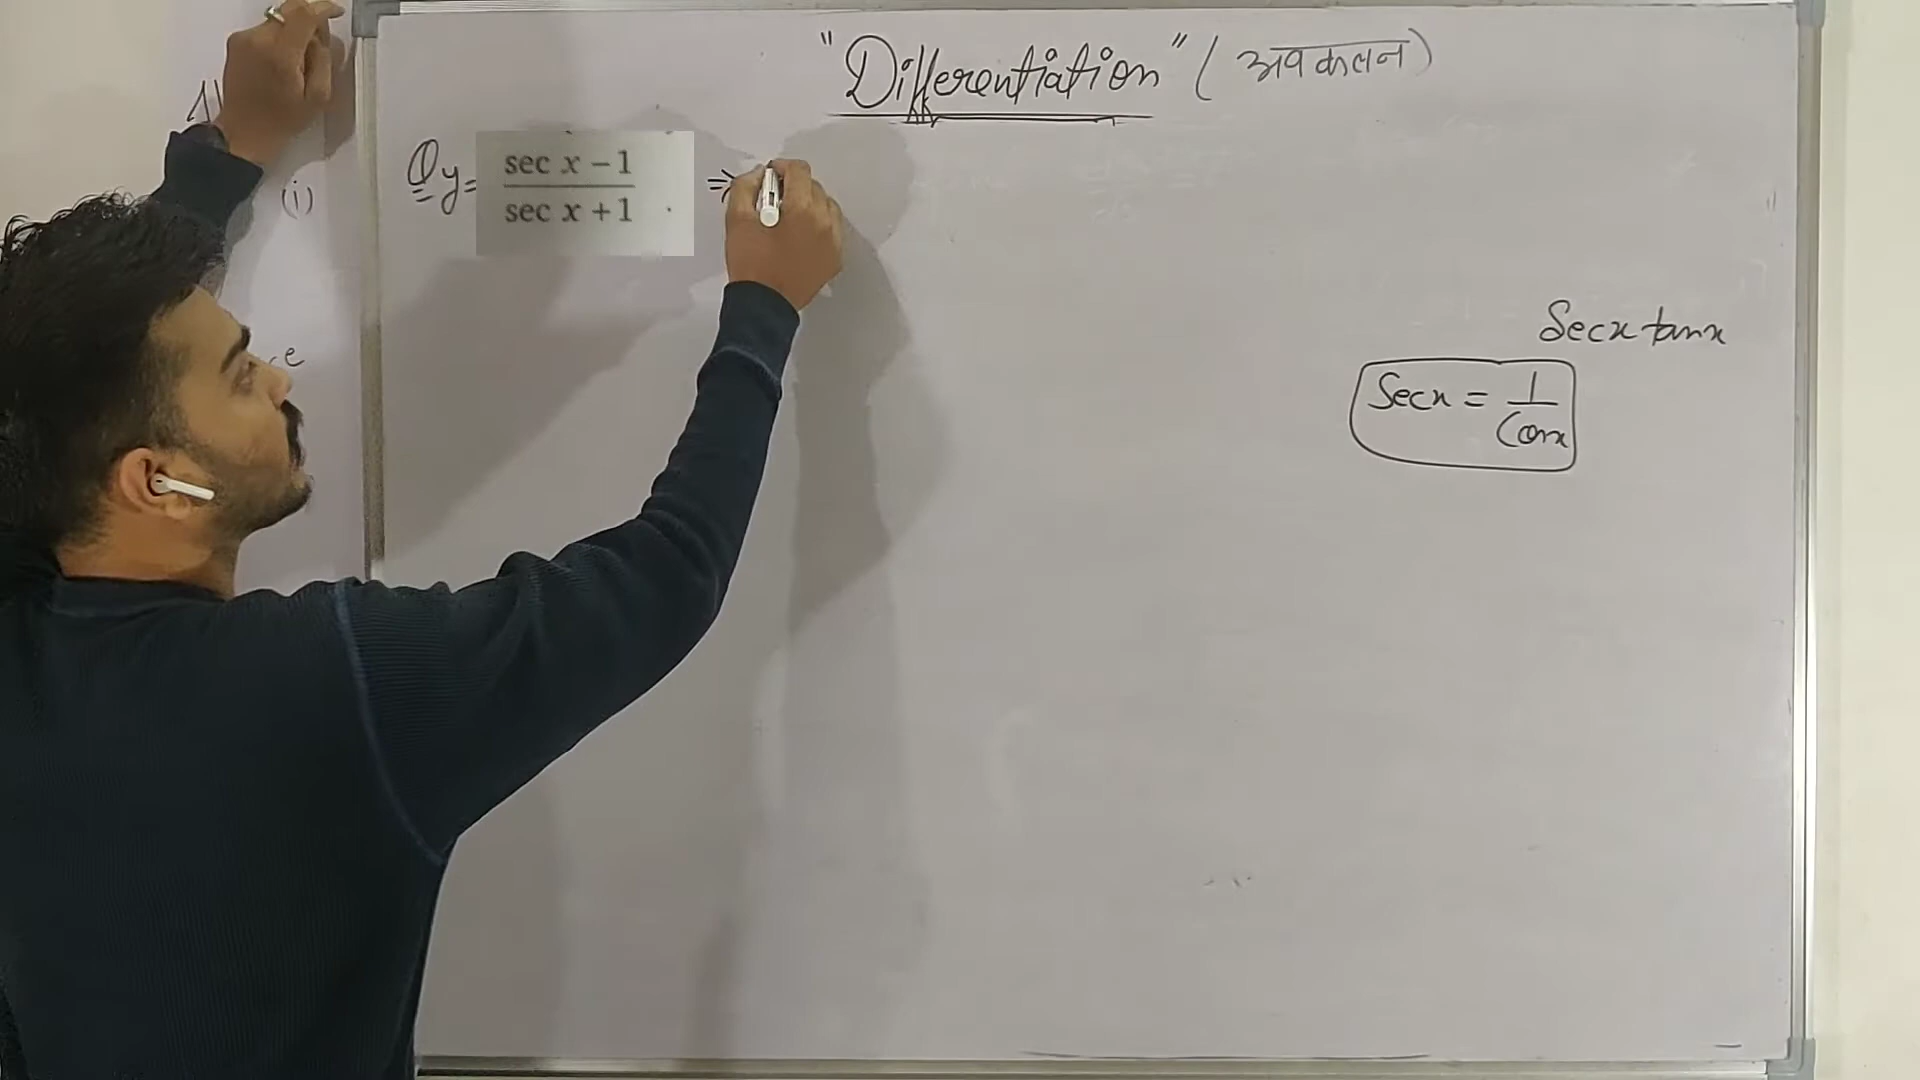 "Differentiation" (अवकलन)
(i)
Q y = sec x − 1 / sec x + 1 ⇒
Secx tanx
Secx = 1 / Cosx